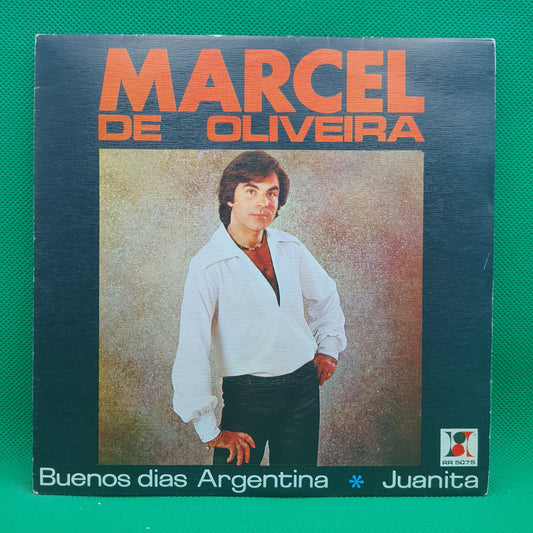 MARCEL
DE OLIVEIRA
RR 5075
Buenos dias Argentina * Juanita